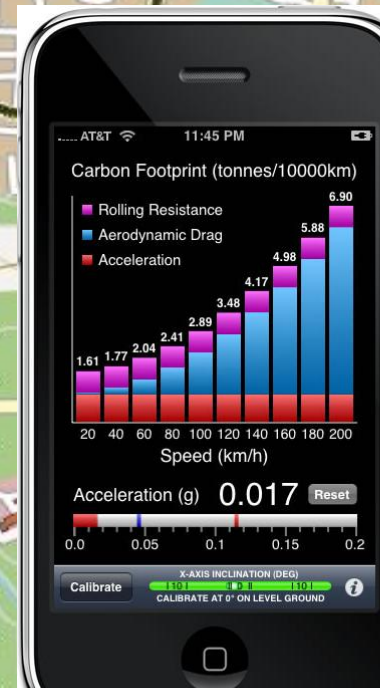 AT&T 11:45 PM
Carbon Footprint (tonnes/10000km)
Rolling Resistance
Aerodynamic Drag
Acceleration
1.61 1.77 2.04 2.41 2.89 3.48 4.17 4.98 5.88 6.90
20 40 60 80 100 120 140 160 180 200
Speed (km/h)
Acceleration (g) 0.017 Reset
0.0 0.05 0.1 0.15 0.2
X-AXIS INCLINATION (DEG)
Calibrate 10 0 10 i
CALIBRATE AT 0° ON LEVEL GROUND